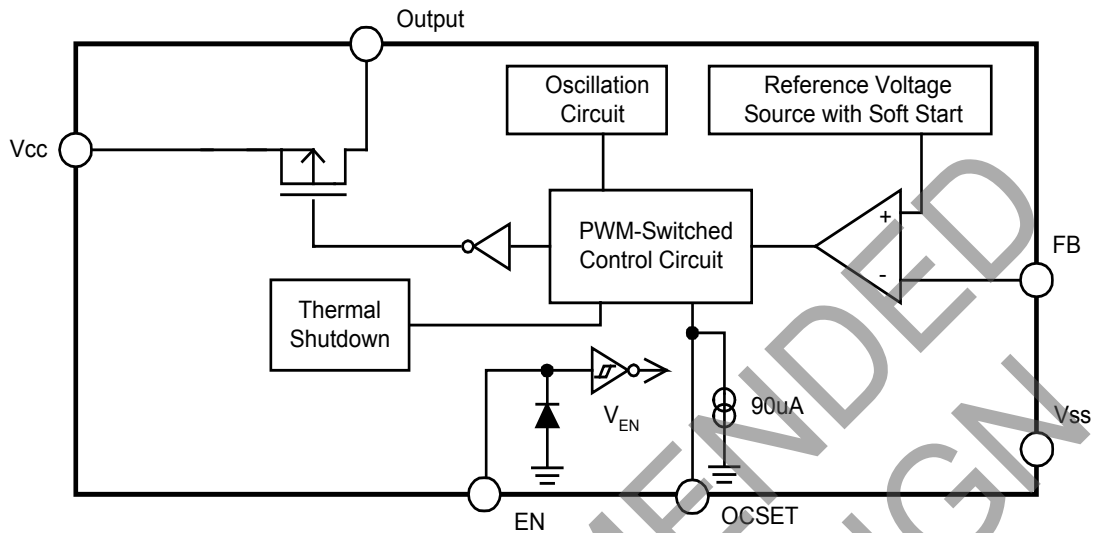 Output
Oscillation
Circuit
Reference Voltage
Source with Soft Start
Vcc
+
PWM-Switched
Control Circuit
-
FB
Thermal
Shutdown
90uA
Vss
VEN
EN
OCSET